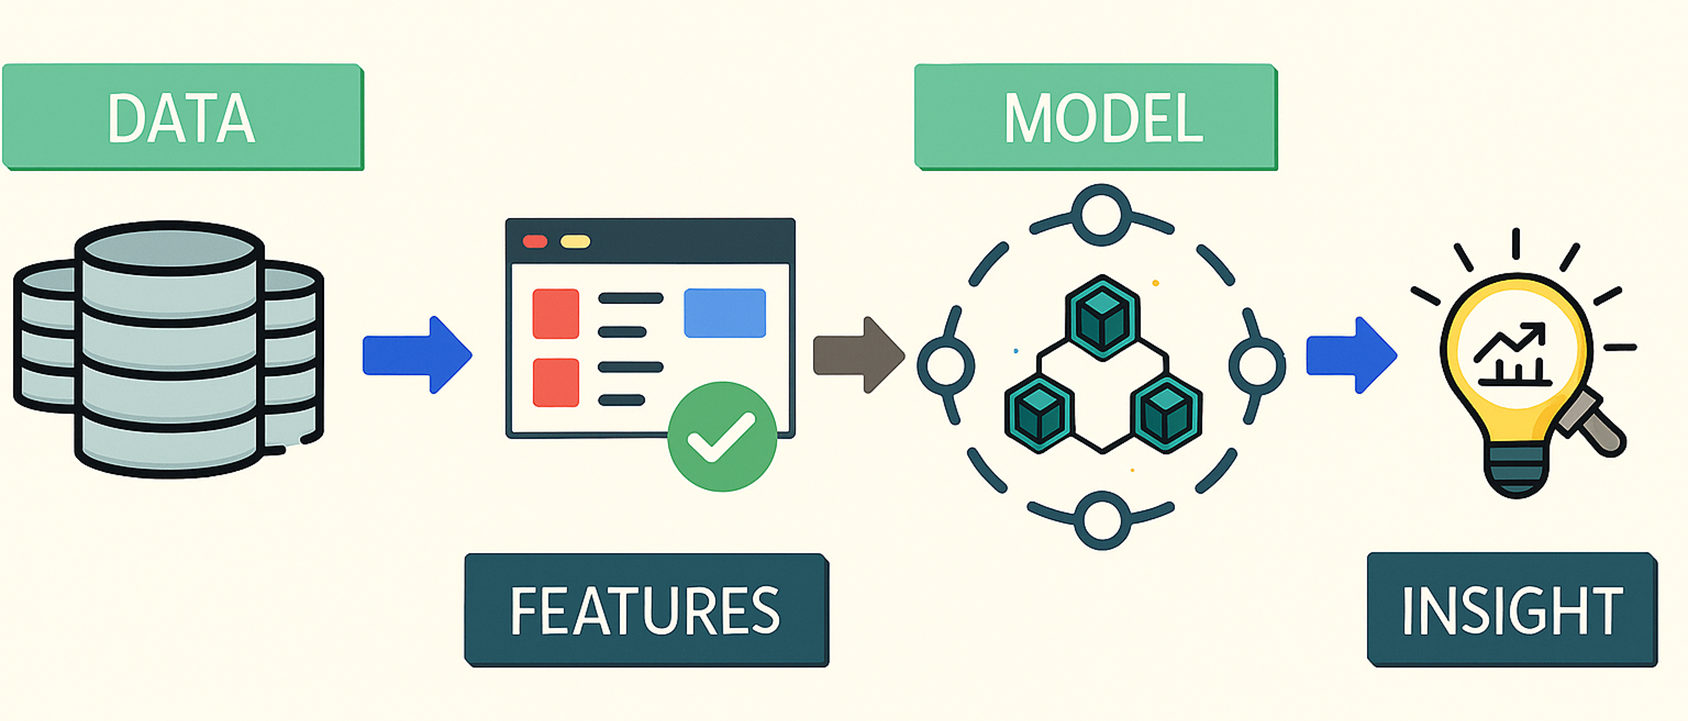 DATA
FEATURES
MODEL
INSIGHT